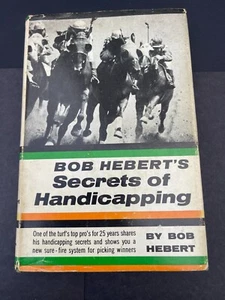 BOB HEBERT'S
Secrets of
Handicapping
One of the turf's top pro's for 25 years shares
his handicapping secrets and shows you a
new sure-fire system for picking winners
BY BOB
HEBERT